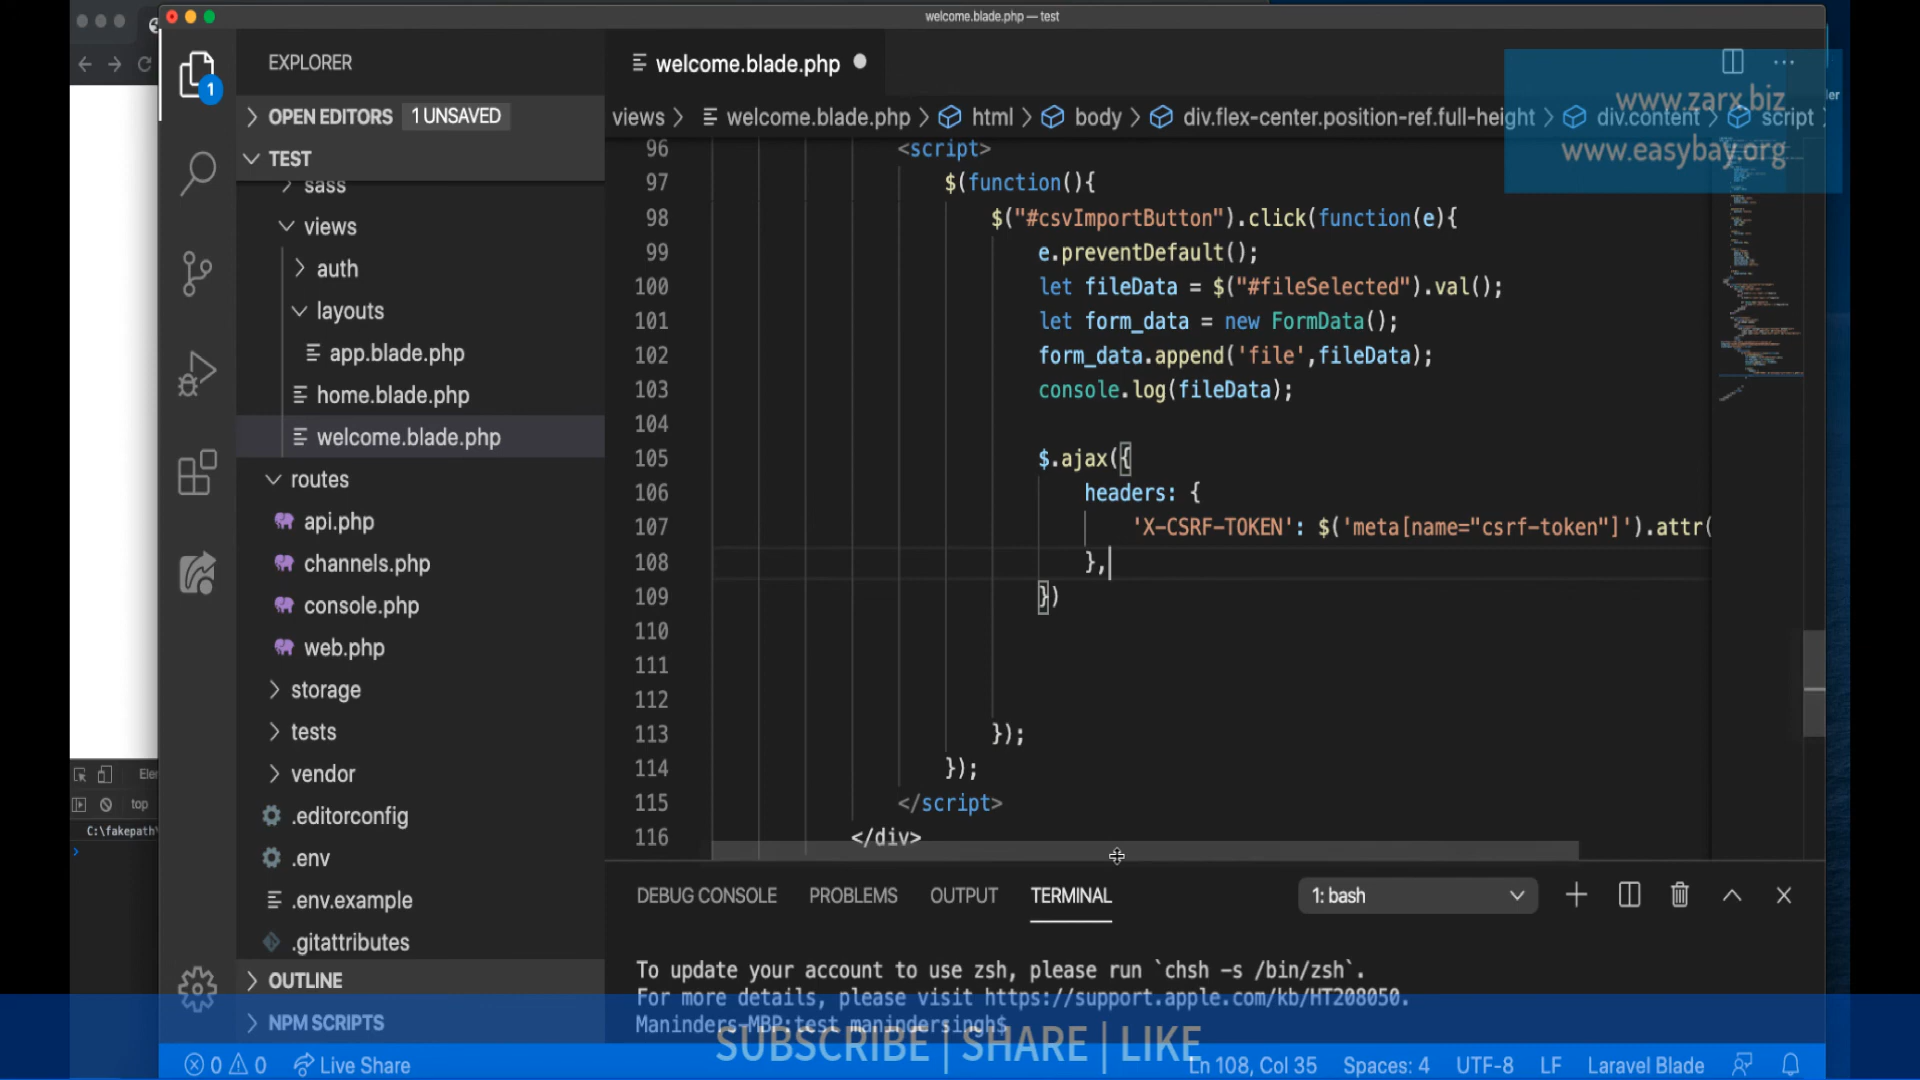 welcome.blade.php — test
EXPLORER
OPEN EDITORS 1 UNSAVED
TEST
sass
views
auth
layouts
app.blade.php
home.blade.php
welcome.blade.php
routes
api.php
channels.php
console.php
web.php
storage
tests
vendor
.editorconfig
.env
.env.example
.gitattributes
OUTLINE
NPM SCRIPTS
1
welcome.blade.php
views > welcome.blade.php > html > body > div.flex-center.position-ref.full-height > div.content > script
www.zarx.biz
www.easybay.org
96 <script>
97 $(function(){
98 $("#csvImportButton").click(function(e){
99 e.preventDefault();
100 let fileData = $("#fileSelected").val();
101 let form_data = new FormData();
102 form_data.append('file',fileData);
103 console.log(fileData);
104
105 $.ajax({
106 headers: {
107 'X-CSRF-TOKEN': $('meta[name="csrf-token"]').attr(
108 },
109 })
110
111
112
113 });
114 });
115 </script>
116 </div>
Ele
top
C:\fakepath\
DEBUG CONSOLE PROBLEMS OUTPUT TERMINAL 1: bash
To update your account to use zsh, please run `chsh -s /bin/zsh`.
For more details, please visit https://support.apple.com/kb/HT208050.
Maninders-MBP:test manindersingh$
SUBSCRIBE | SHARE | LIKE
0 0 Live Share Ln 108, Col 35 Spaces: 4 UTF-8 LF Laravel Blade